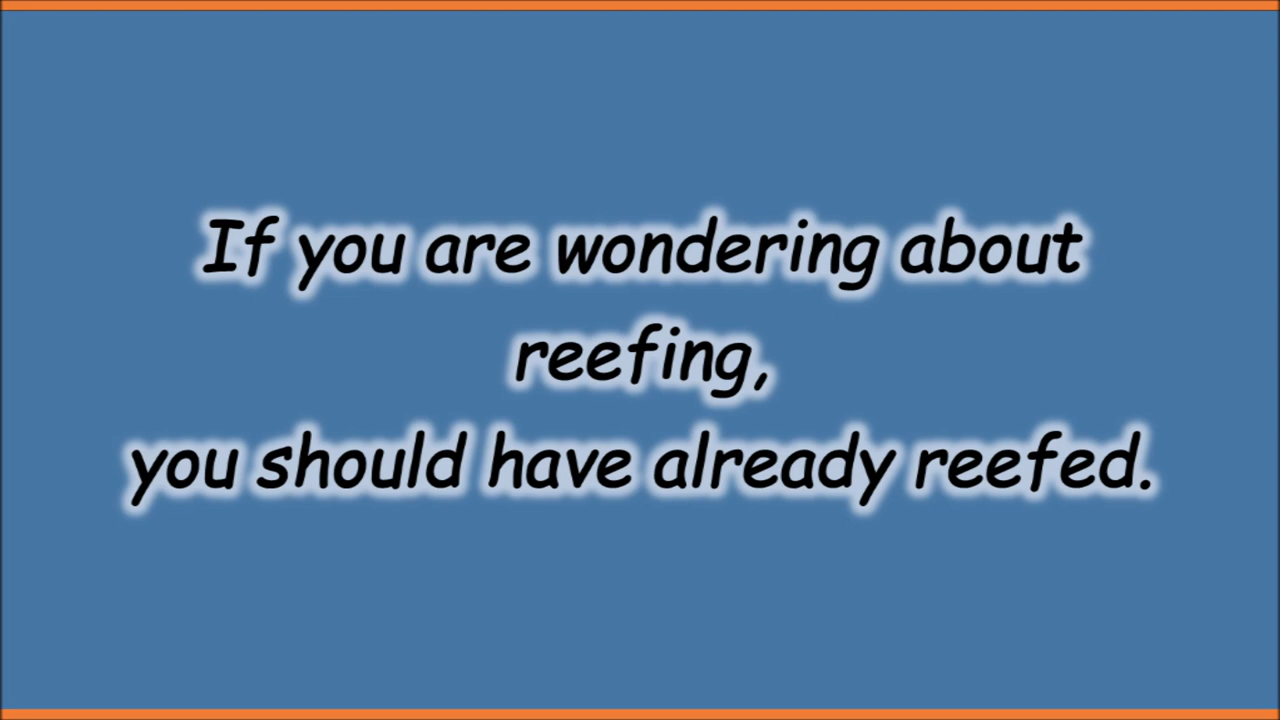 If you are wondering about
reefing,
you should have already reefed.